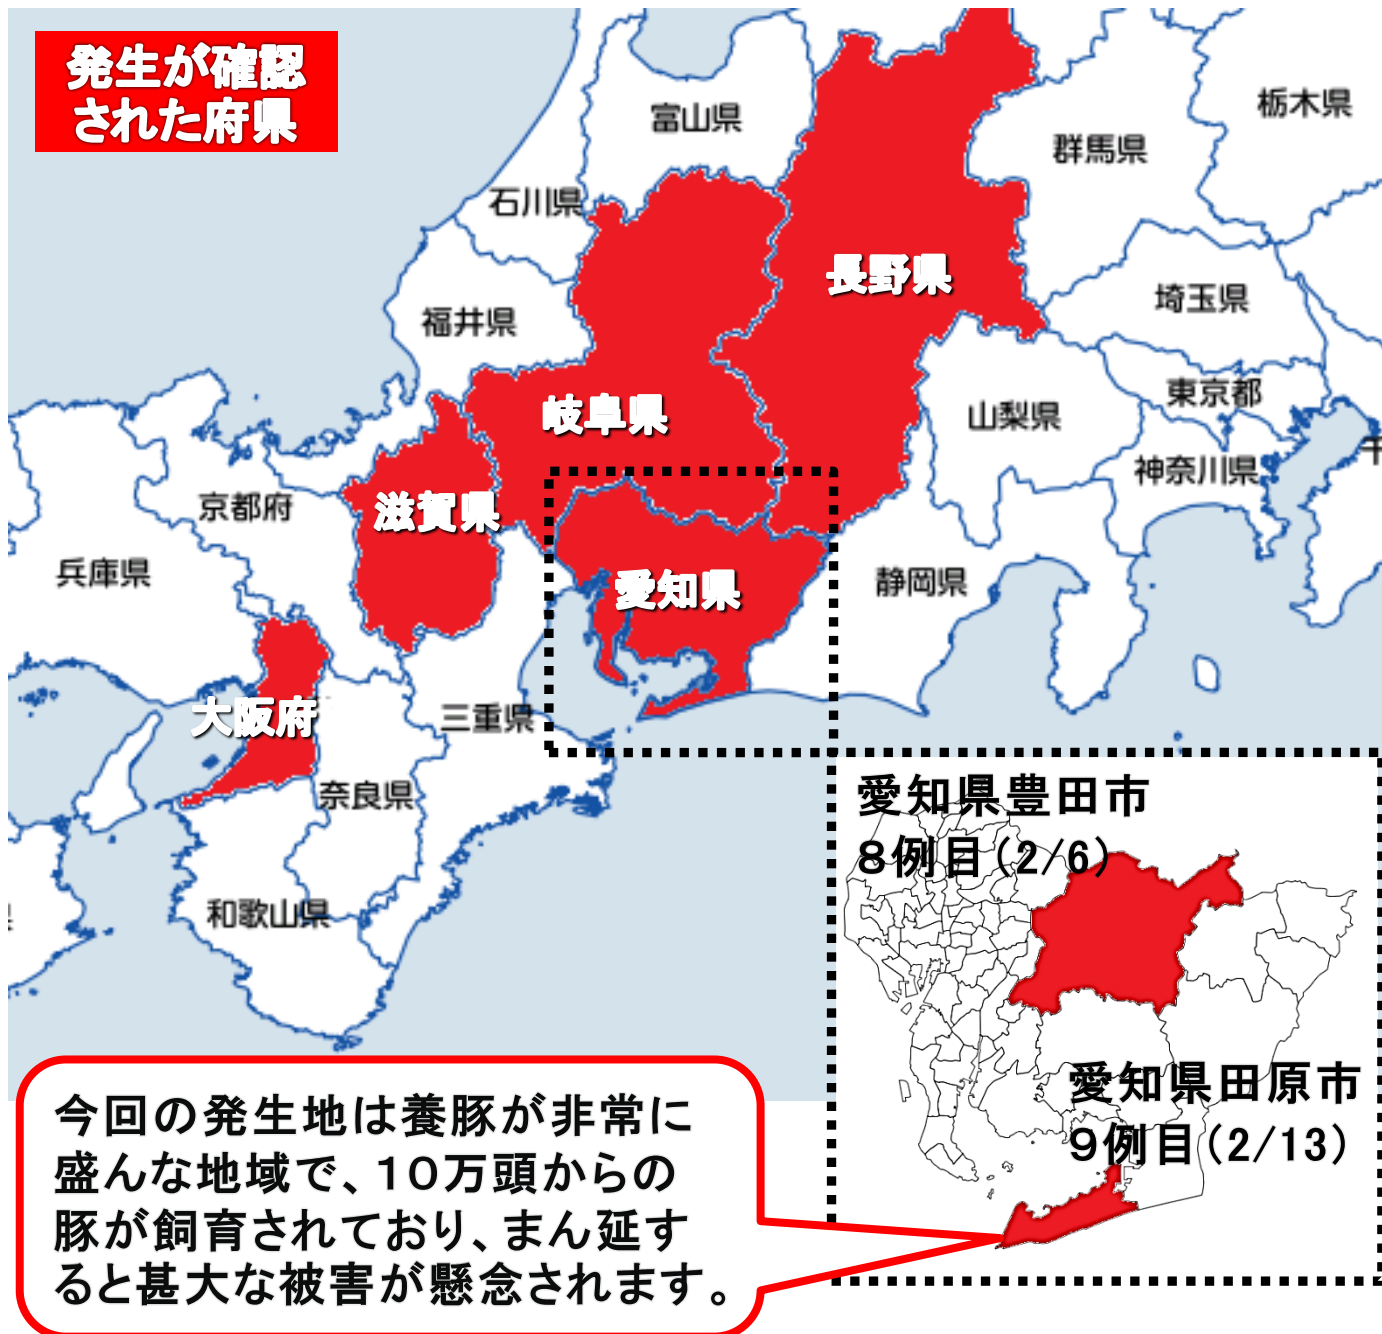 発生が確認
された府県
富山県
栃木県
群馬県
石川県
長野県
埼玉県
福井県
東京都
岐阜県
山梨県
神奈川県
京都府
滋賀県
兵庫県
静岡県
愛知県
大阪府
三重県
奈良県
和歌山県
愛知県豊田市
8例目(2/6)
愛知県田原市
9例目(2/13)
今回の発生地は養豚が非常に
盛んな地域で、10万頭からの
豚が飼育されており、まん延す
ると甚大な被害が懸念されます。